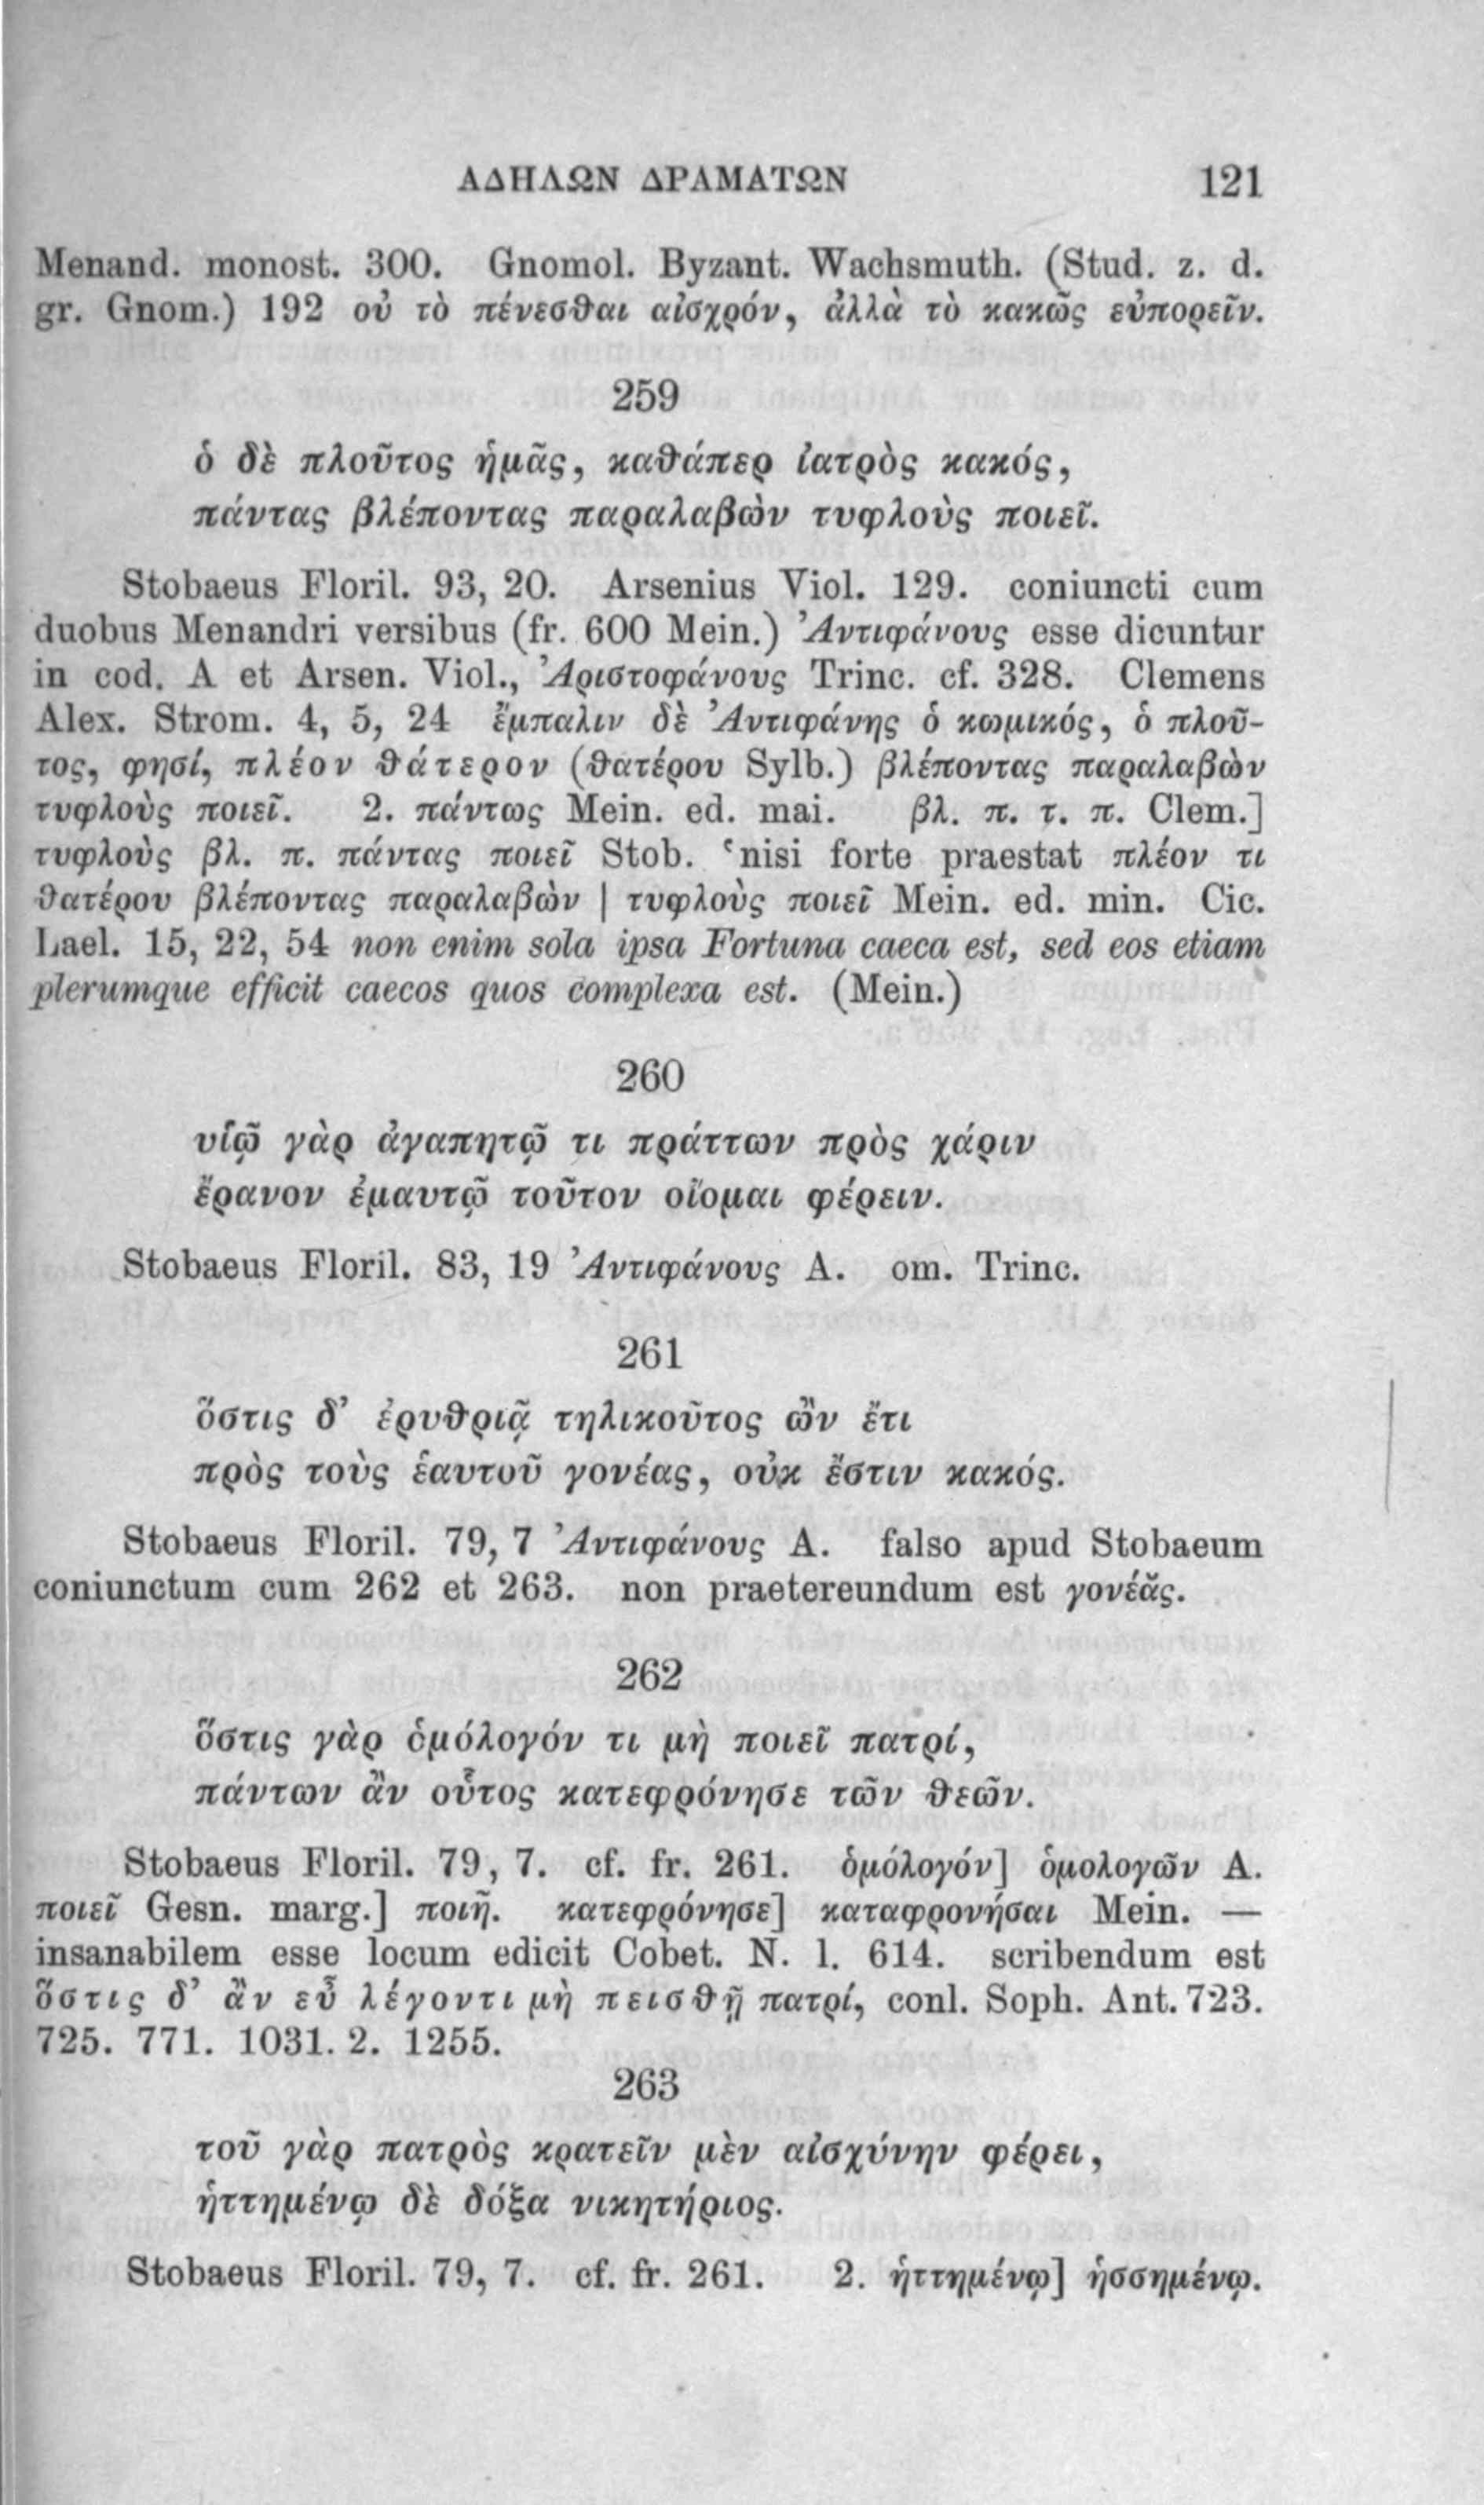 ΑΔΗΛΩΝ ΔΡΑΜΑΤΩΝ 121
Menand. monost. 300. Gnomol. Byzant. Wachsmuth. (Stud. z. d.
gr. Gnom.) 192 οὐ τὸ πένεσθαι αἰσχρόν, ἀλλὰ τὸ κακῶς εὐπορεῖν.
259
ὁ δὲ πλοῦτος ἡμᾶς, καθάπερ ἰατρὸς κακός,
πάντας βλέποντας παραλαβὼν τυφλοὺς ποιεῖ.
Stobaeus Floril. 93, 20. Arsenius Viol. 129. coniuncti cum
duobus Menandri versibus (fr. 600 Mein.) Ἀντιφάνους esse dicuntur
in cod. A et Arsen. Viol., Ἀριστοφάνους Trinc. cf. 328. Clemens
Alex. Strom. 4, 5, 24 ἔμπαλιν δὲ Ἀντιφάνης ὁ κωμικός, ὁ πλοῦ-
τος, φησί, πλέον θάτερον (θατέρου Sylb.) βλέποντας παραλαβὼν
τυφλοὺς ποιεῖ. 2. πάντως Mein. ed. mai. βλ. π. τ. π. Clem.]
τυφλοὺς βλ. π. πάντας ποιεῖ Stob. ‘nisi forte praestat πλέον τι
θατέρου βλέποντας παραλαβὼν | τυφλοὺς ποιεῖ Mein. ed. min. Cic.
Lael. 15, 22, 54 non enim sola ipsa Fortuna caeca est, sed eos etiam
plerumque efficit caecos quos complexa est. (Mein.)
260
υἱῷ γὰρ ἀγαπητῷ τι πράττων πρὸς χάριν
ἔρανον ἐμαυτῷ τοῦτον οἴομαι φέρειν.
Stobaeus Floril. 83, 19 Ἀντιφάνους A. om. Trinc.
261
ὅστις δ’ ἐρυθριᾷ τηλικοῦτος ὢν ἔτι
πρὸς τοὺς ἑαυτοῦ γονέας, οὐκ ἔστιν κακός.
Stobaeus Floril. 79, 7 Ἀντιφάνους A. falso apud Stobaeum
coniunctum cum 262 et 263. non praetereundum est γονέᾰς.
262
ὅστις γὰρ ὁμόλογόν τι μὴ ποιεῖ πατρί,
πάντων ἂν οὗτος κατεφρόνησε τῶν θεῶν.
Stobaeus Floril. 79, 7. cf. fr. 261. ὁμόλογόν] ὁμολογῶν A.
ποιεῖ Gesn. marg.] ποιῆ. κατεφρόνησε] καταφρονήσαι Mein. —
insanabilem esse locum edicit Cobet. N. l. 614. scribendum est
ὅστις δ’ ἂν εὖ λέγοντι μὴ πεισθῇ πατρί, conl. Soph. Ant. 723.
725. 771. 1031. 2. 1255.
263
τοῦ γὰρ πατρὸς κρατεῖν μὲν αἰσχύνην φέρει,
ἡττημένῳ δὲ δόξα νικητήριος.
Stobaeus Floril. 79, 7. cf. fr. 261. 2. ἡττημένῳ] ἡσσημένῳ.